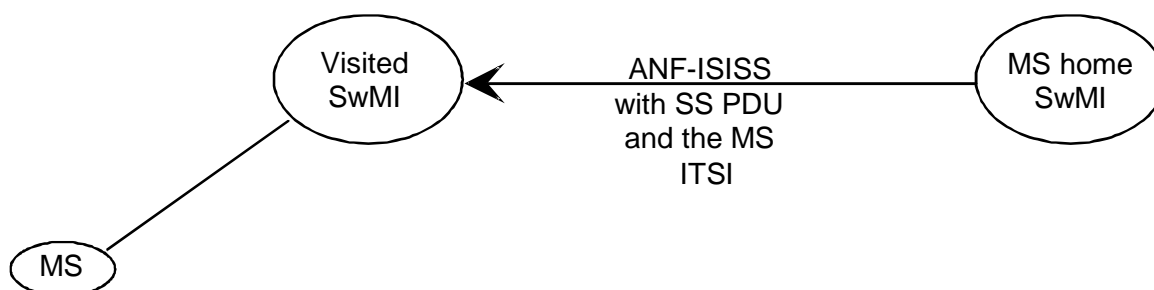 Visited
SwMI
ANF-ISISS
with SS PDU
and the MS
ITSI
MS home
SwMI
MS